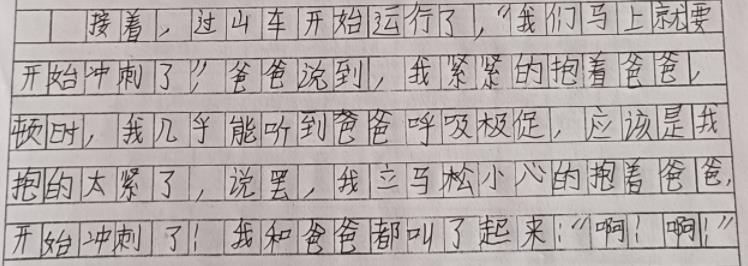 接着，过山车开始运行了，“我们马上就要
开始冲刺了”爸爸说到，我紧紧的抱着爸爸，
顿时，我几乎能听到爸爸呼吸极促，应该是我
抱的太紧了，说罢，我立马松小心的抱着爸爸，
开始冲刺了！我和爸爸都叫了起来：“啊！啊！”